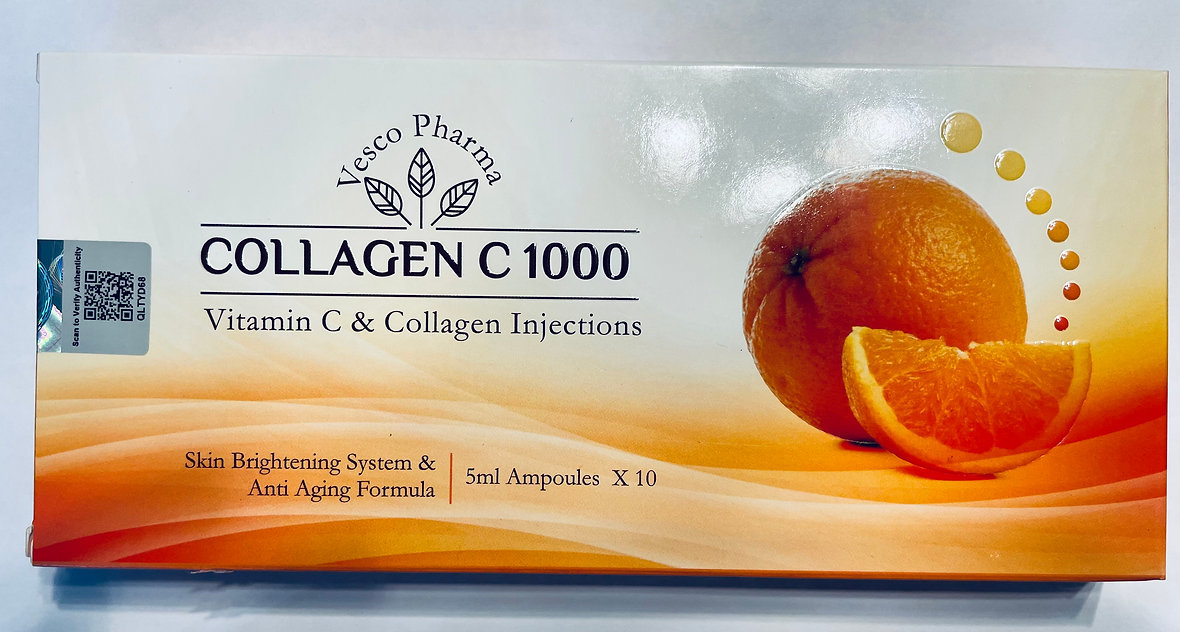 Vesco Pharma
COLLAGEN C 1000
Vitamin C & Collagen Injections
Scan to Verify Authenticity
QLTYD68
Skin Brightening System &
Anti Aging Formula
5ml Ampoules X 10